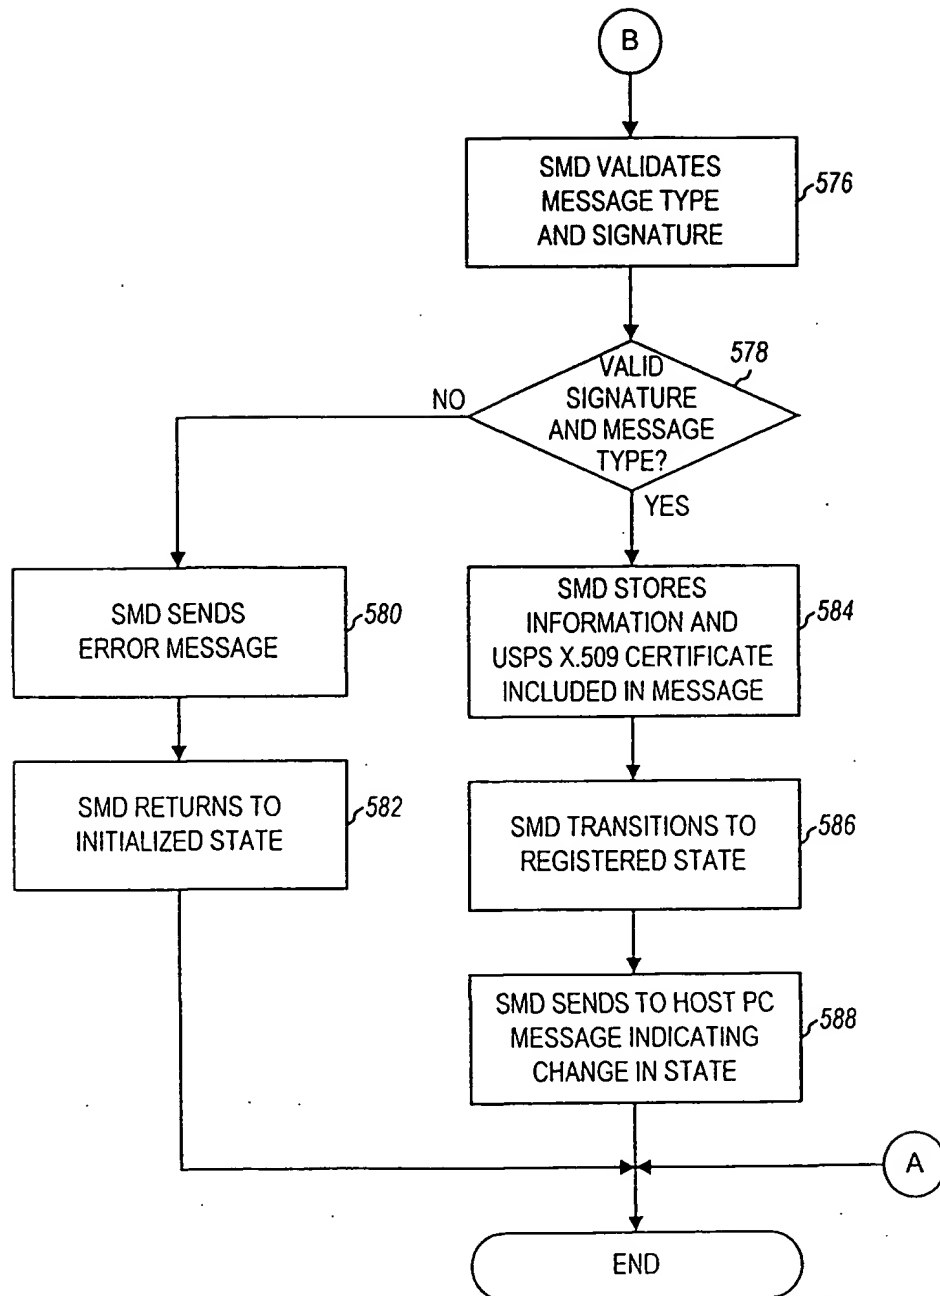 B
SMD VALIDATES
MESSAGE TYPE
AND SIGNATURE
576
578
VALID
SIGNATURE
AND MESSAGE
TYPE?
NO
YES
SMD SENDS
ERROR MESSAGE
580
SMD STORES
INFORMATION AND
USPS X.509 CERTIFICATE
INCLUDED IN MESSAGE
584
SMD RETURNS TO
INITIALIZED STATE
582
SMD TRANSITIONS TO
REGISTERED STATE
586
SMD SENDS TO HOST PC
MESSAGE INDICATING
CHANGE IN STATE
588
A
END